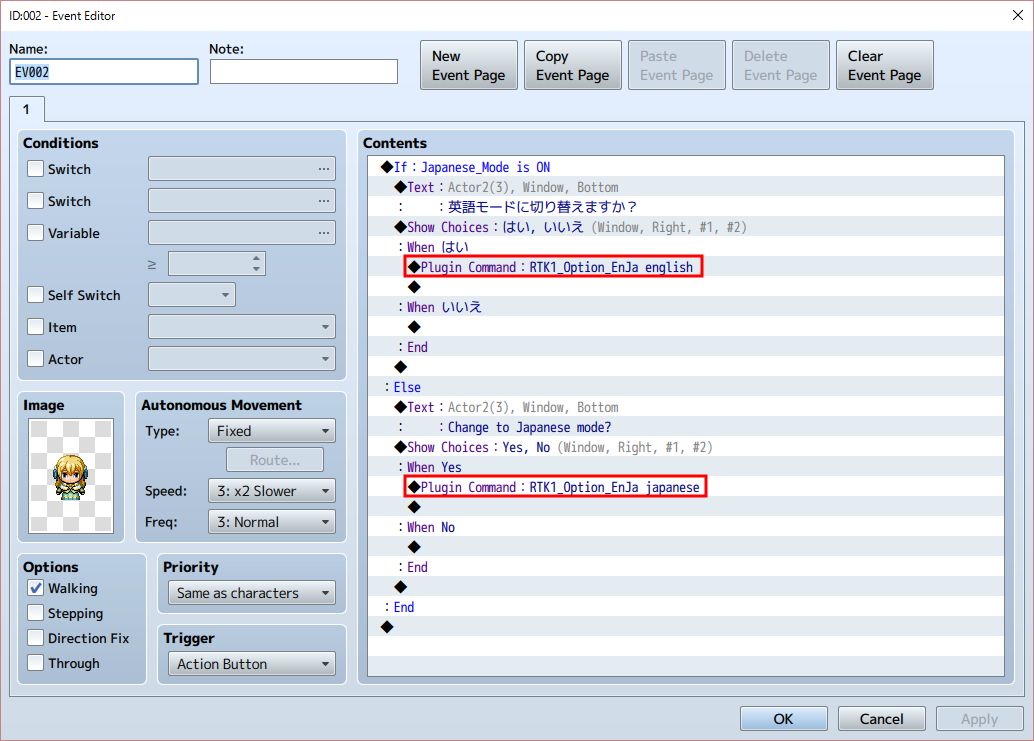 ID:002 - Event Editor
Name:
Note:
EV002
New
Event Page
Copy
Event Page
Paste
Event Page
Delete
Event Page
Clear
Event Page
1
Conditions
Switch
...
Switch
...
Variable
...
≥
Self Switch
Item
Actor
Image
Autonomous Movement
Type:
Fixed
Route...
Speed:
3: x2 Slower
Freq:
3: Normal
Options
Walking
Stepping
Direction Fix
Through
Priority
Same as characters
Trigger
Action Button
Contents
◆If：Japanese_Mode is ON
◆Text：Actor2(3), Window, Bottom
：　　：英語モードに切り替えますか？
◆Show Choices：はい, いいえ (Window, Right, #1, #2)
：When はい
◆Plugin Command：RTK1_Option_EnJa english
◆
：When いいえ
◆
：End
◆
：Else
◆Text：Actor2(3), Window, Bottom
：　　：Change to Japanese mode?
◆Show Choices：Yes, No (Window, Right, #1, #2)
：When Yes
◆Plugin Command：RTK1_Option_EnJa japanese
◆
：When No
◆
：End
◆
：End
◆
OK
Cancel
Apply